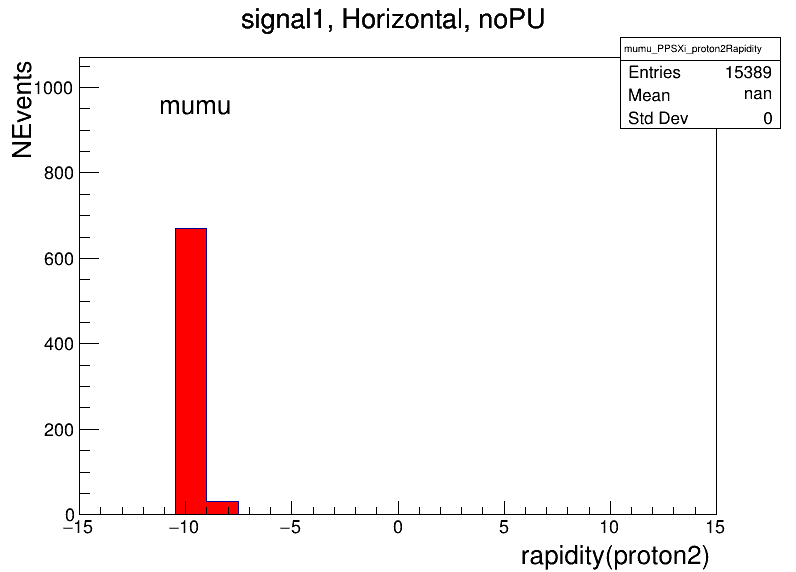 signal1, Horizontal, noPU
mumu_PPSXi_proton2Rapidity
Entries 15389
Mean nan
Std Dev 0
NEvents
mumu
1000
800
600
400
200
0
−15 −10 −5 0 5 10 15
rapidity(proton2)